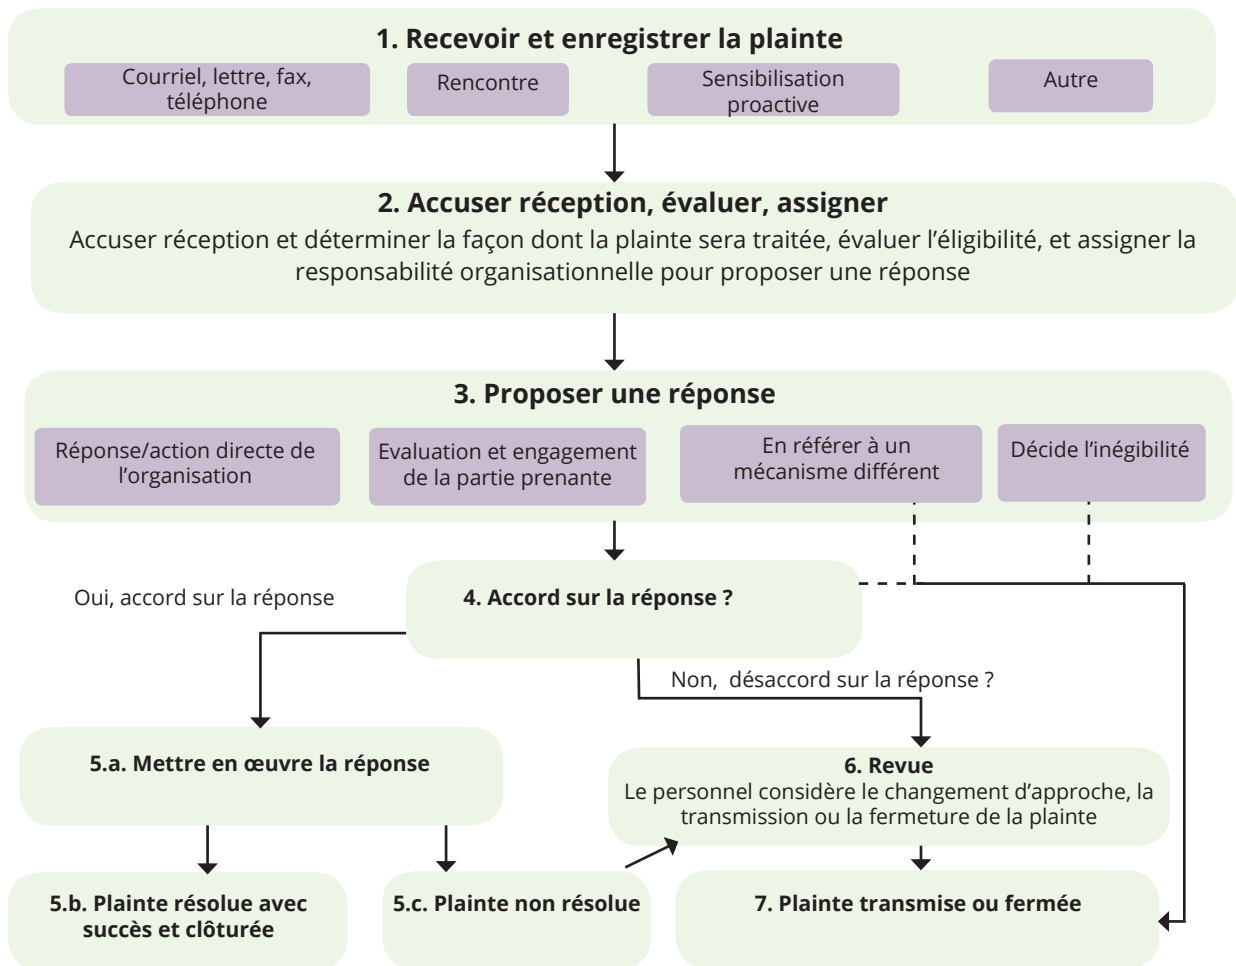 1. Recevoir et enregistrer la plainte
Courriel, lettre, fax,
téléphone
Rencontre
Sensibilisation
proactive
Autre
2. Accuser réception, évaluer, assigner
Accuser réception et déterminer la façon dont la plainte sera traitée, évaluer l’éligibilité, et assigner la
responsabilité organisationnelle pour proposer une réponse
3. Proposer une réponse
Réponse/action directe de
l’organisation
Evaluation et engagement
de la partie prenante
En référer à un
mécanisme différent
Décide l’inégibilité
Oui, accord sur la réponse
4. Accord sur la réponse ?
Non, désaccord sur la réponse ?
5.a. Mettre en œuvre la réponse
6. Revue
Le personnel considère le changement d’approche, la
transmission ou la fermeture de la plainte
5.b. Plainte résolue avec
succès et clôturée
5.c. Plainte non résolue
7. Plainte transmise ou fermée